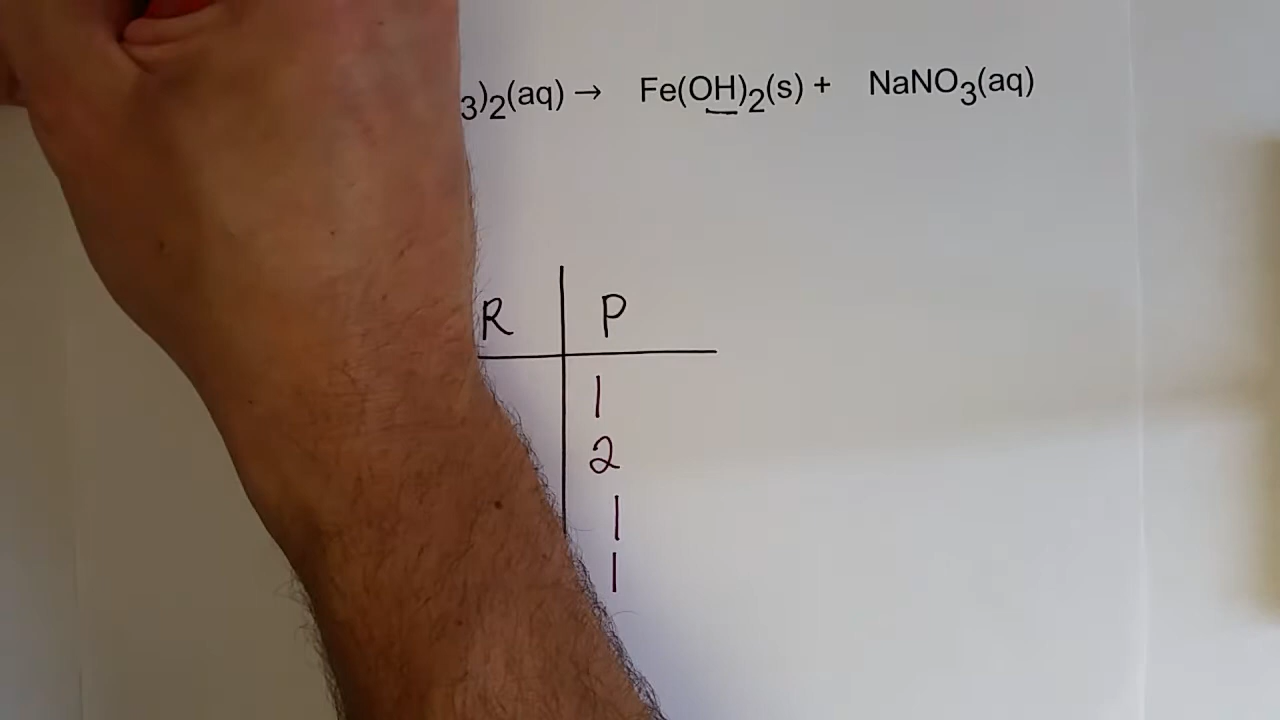 3)2(aq) → Fe(OH)2(s) + NaNO3(aq)
R P
1
2
1
1